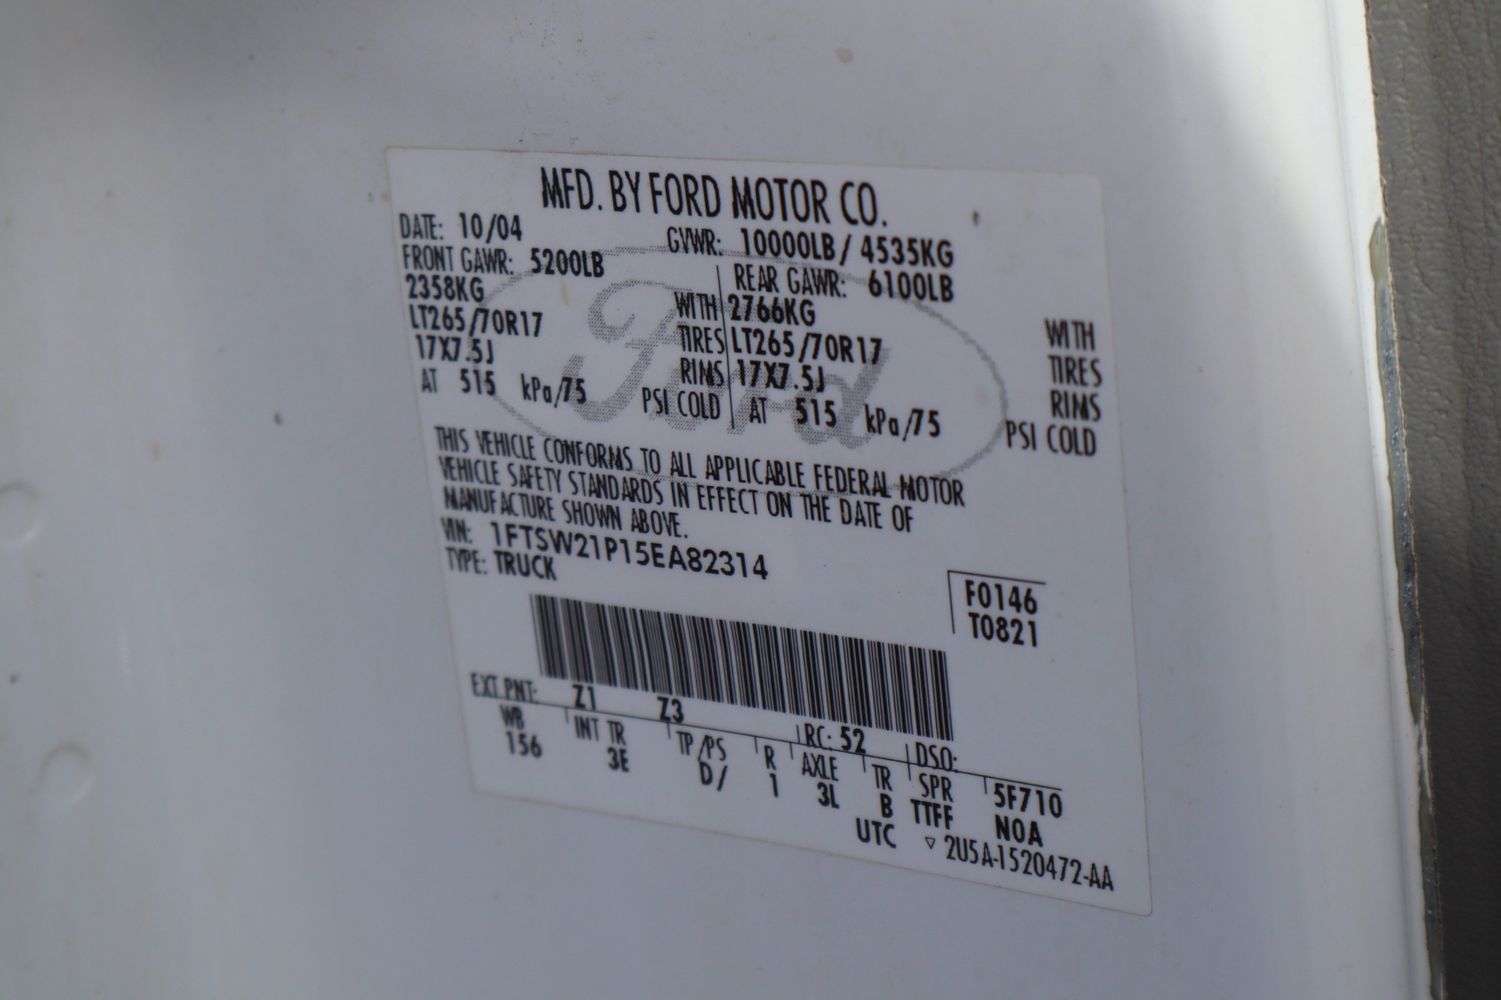 MFD. BY FORD MOTOR CO.
DATE: 10/04 GVWR: 10000LB / 4535KG
FRONT GAWR: 5200LB REAR GAWR: 6100LB
2358KG WITH 2766KG WITH
LT265/70R17 TIRES LT265/70R17 TIRES
17X7.5J RIMS 17X7.5J RIMS
AT 515 kPa/75 PSI COLD AT 515 kPa/75 PSI COLD
Ford
THIS VEHICLE CONFORMS TO ALL APPLICABLE FEDERAL MOTOR
VEHICLE SAFETY STANDARDS IN EFFECT ON THE DATE OF
MANUFACTURE SHOWN ABOVE.
VIN: 1FTSW21P15EA82314
TYPE: TRUCK
F0146
T0821
EXT PNT: Z1 Z3 RC: 52 DSO:
WB INT TR TP/PS R AXLE TR SPR 5F710
156 3E D/ 1 3L B TTFF NOA
UTC ▽ 2U5A-1520472-AA